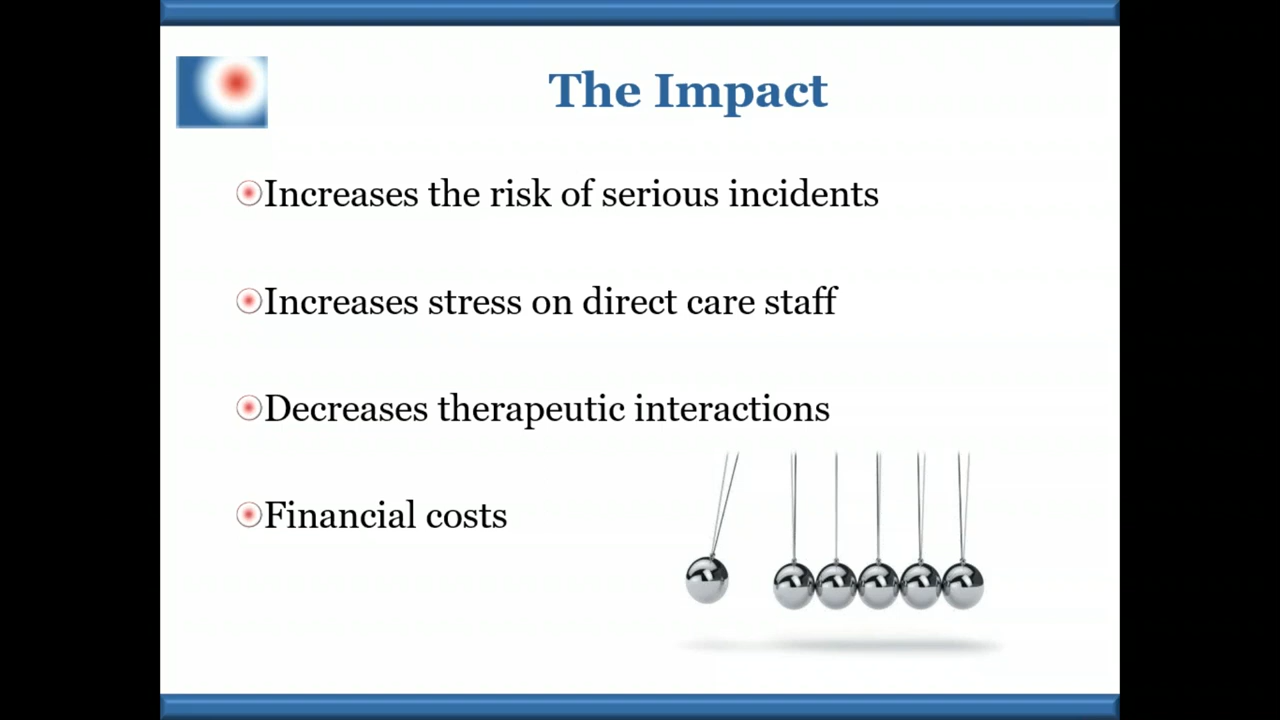 The Impact
Increases the risk of serious incidents
Increases stress on direct care staff
Decreases therapeutic interactions
Financial costs